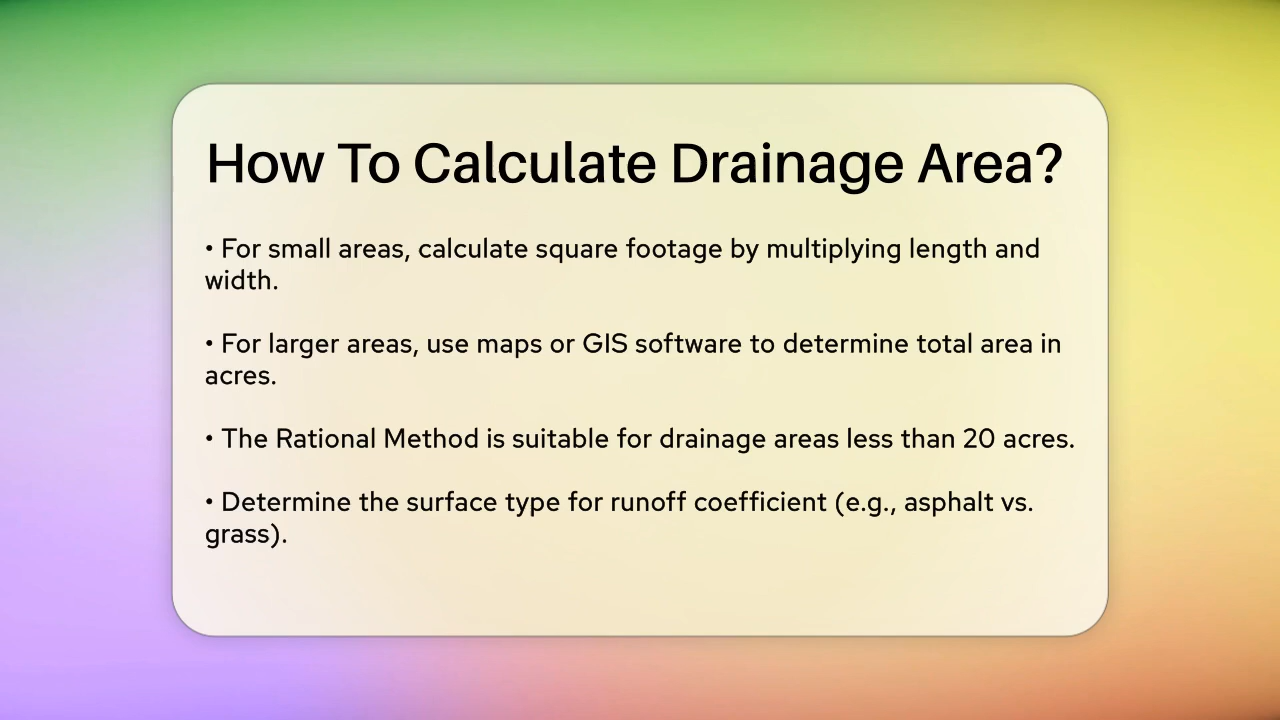 How To Calculate Drainage Area?
• For small areas, calculate square footage by multiplying length and
width.
• For larger areas, use maps or GIS software to determine total area in
acres.
• The Rational Method is suitable for drainage areas less than 20 acres.
• Determine the surface type for runoff coefficient (e.g., asphalt vs.
grass).